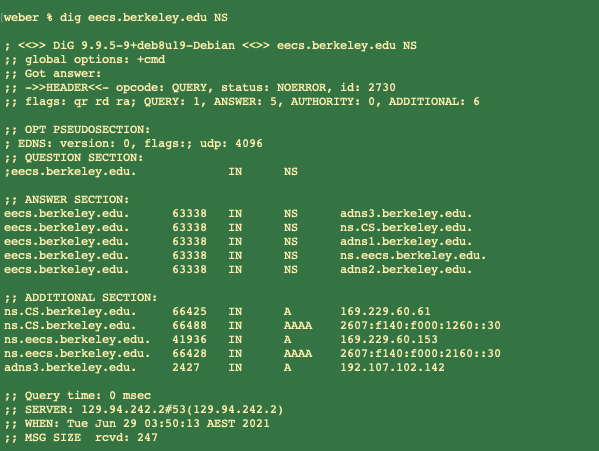 weber % dig eecs.berkeley.edu NS
; <<>> DiG 9.9.5-9+deb8u19-Debian <<>> eecs.berkeley.edu NS
;; global options: +cmd
;; Got answer:
;; ->>HEADER<<- opcode: QUERY, status: NOERROR, id: 2730
;; flags: qr rd ra; QUERY: 1, ANSWER: 5, AUTHORITY: 0, ADDITIONAL: 6
;; OPT PSEUDOSECTION:
; EDNS: version: 0, flags:; udp: 4096
;; QUESTION SECTION:
;eecs.berkeley.edu. IN NS
;; ANSWER SECTION:
eecs.berkeley.edu. 63338 IN NS adns3.berkeley.edu.
eecs.berkeley.edu. 63338 IN NS ns.CS.berkeley.edu.
eecs.berkeley.edu. 63338 IN NS adns1.berkeley.edu.
eecs.berkeley.edu. 63338 IN NS ns.eecs.berkeley.edu.
eecs.berkeley.edu. 63338 IN NS adns2.berkeley.edu.
;; ADDITIONAL SECTION:
ns.CS.berkeley.edu. 66425 IN A 169.229.60.61
ns.CS.berkeley.edu. 66488 IN AAAA 2607:f140:f000:1260::30
ns.eecs.berkeley.edu. 41936 IN A 169.229.60.153
ns.eecs.berkeley.edu. 66428 IN AAAA 2607:f140:f000:2160::30
adns3.berkeley.edu. 2427 IN A 192.107.102.142
;; Query time: 0 msec
;; SERVER: 129.94.242.2#53(129.94.242.2)
;; WHEN: Tue Jun 29 03:50:13 AEST 2021
;; MSG SIZE rcvd: 247